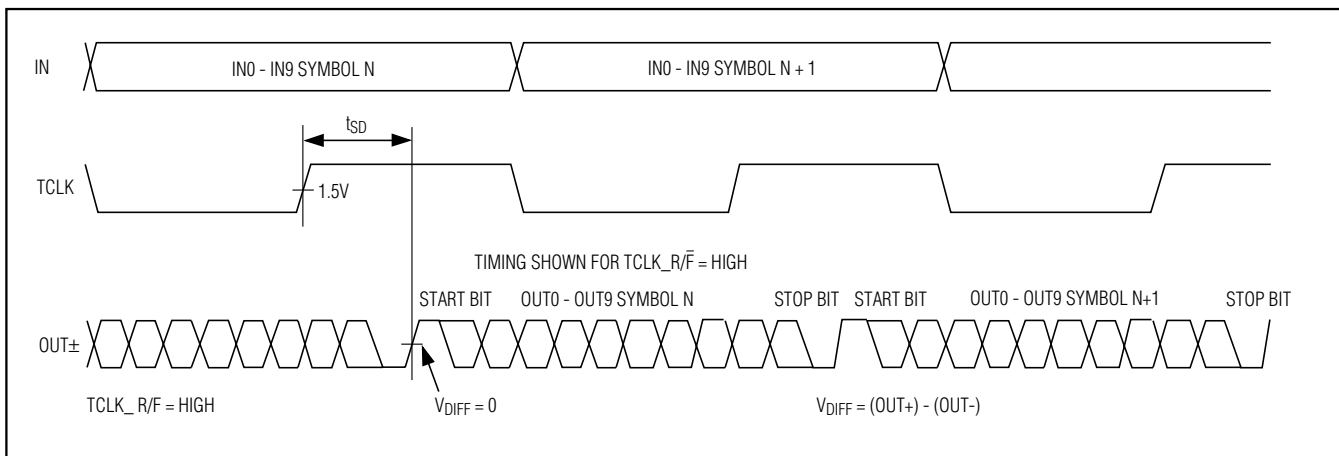 IN
IN0 - IN9 SYMBOL N
IN0 - IN9 SYMBOL N + 1
tSD
TCLK
1.5V
TIMING SHOWN FOR TCLK_R/F̅ = HIGH
START BIT
OUT0 - OUT9 SYMBOL N
STOP BIT
START BIT
OUT0 - OUT9 SYMBOL N+1
STOP BIT
OUT±
TCLK_ R/F = HIGH
VDIFF = 0
VDIFF = (OUT+) - (OUT-)